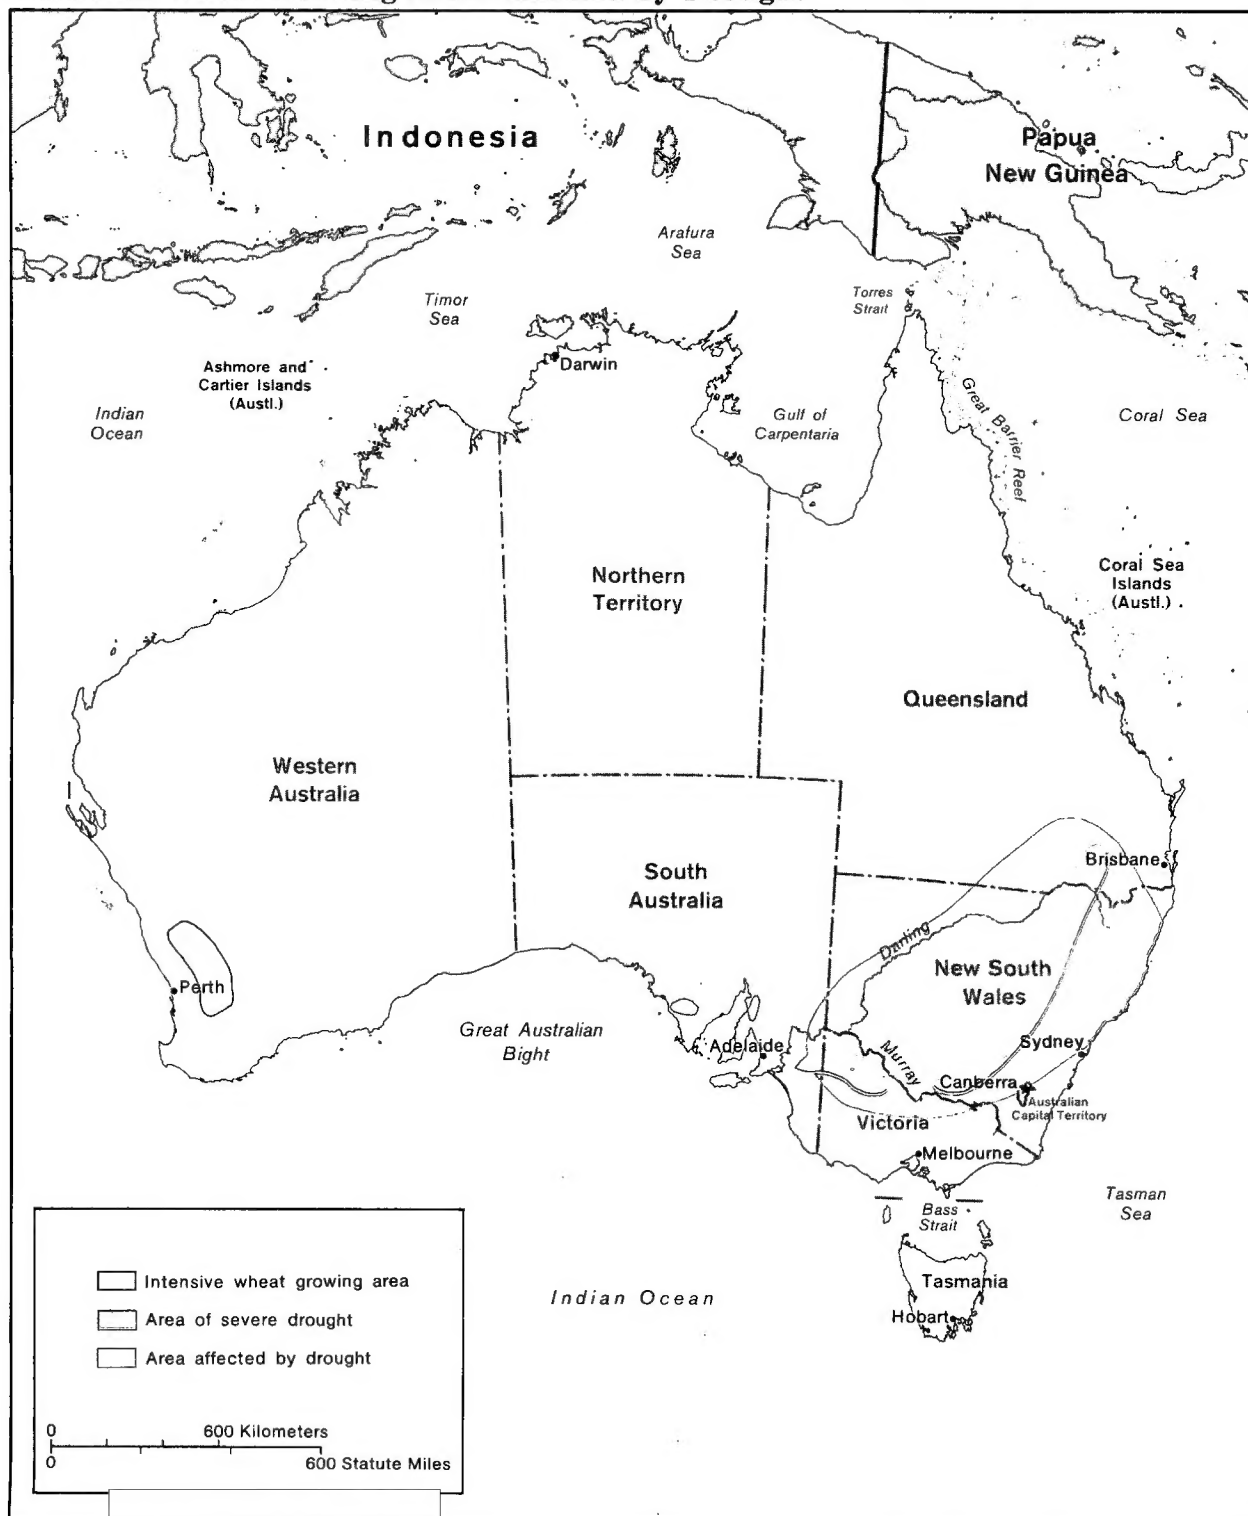 Indonesia
Papua
New Guinea
Arafura
Sea
Timor
Sea
Torres
Strait
Ashmore and
Cartier Islands
(Austl.)
Darwin
Indian
Ocean
Gulf of
Carpentaria
Great Barrier Reef
Coral Sea
Northern
Territory
Coral Sea
Islands
(Austl.)
Queensland
Western
Australia
South
Australia
Brisbane
Darling
New South
Wales
Perth
Great Australian
Bight
Adelaide
Murray
Sydney
Canberra
Australian
Capital Territory
Victoria
Melbourne
Tasman
Sea
Bass
Strait
Tasmania
Hobart
Indian Ocean
Intensive wheat growing area
Area of severe drought
Area affected by drought
0
600 Kilometers
0
600 Statute Miles